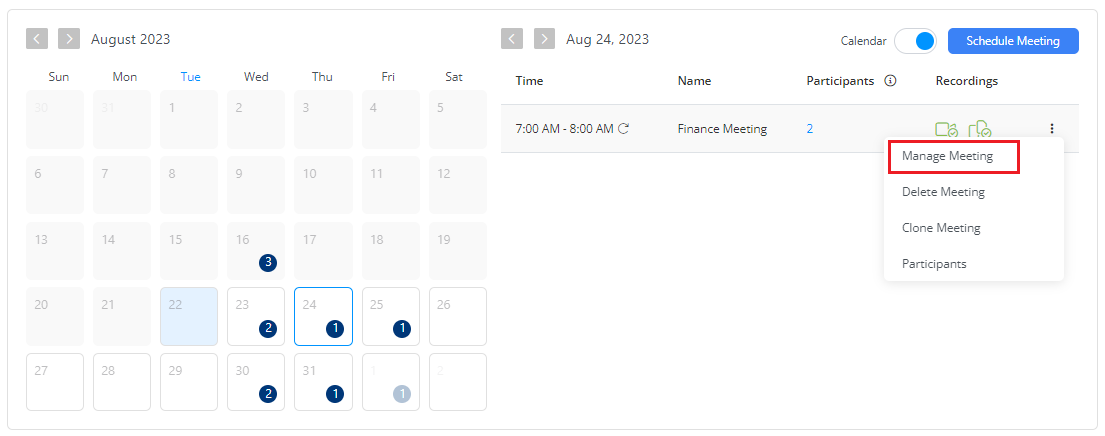 August 2023
Sun Mon Tue Wed Thu Fri Sat
30 31 1 2 3 4 5
6 7 8 9 10 11 12
13 14 15 16 17 18 19
3
20 21 22 23 24 25 26
2 1 1
27 28 29 30 31 1 2
2 1 1
Aug 24, 2023 Calendar Schedule Meeting
Time Name Participants Recordings
7:00 AM - 8:00 AM Finance Meeting 2
Manage Meeting
Delete Meeting
Clone Meeting
Participants